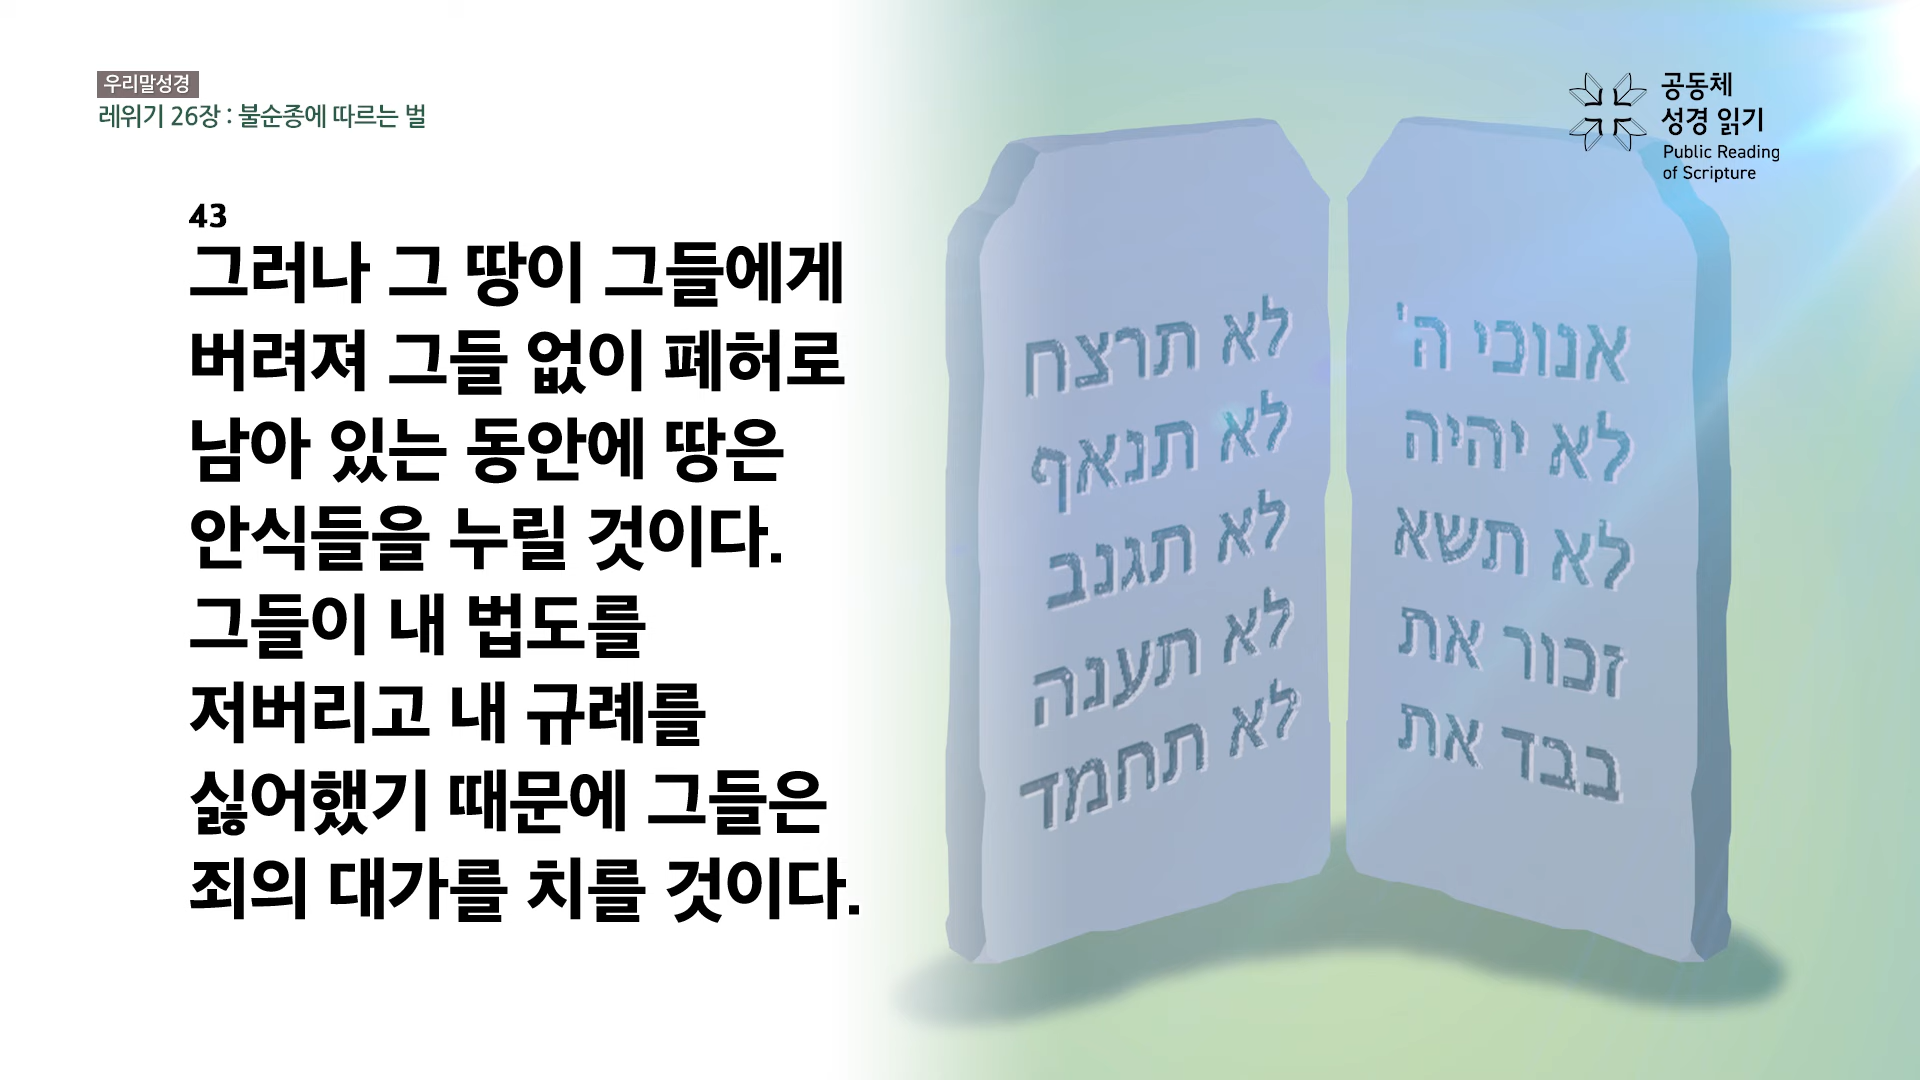 우리말성경
레위기 26장 : 불순종에 따르는 벌
공동체
성경 읽기
Public Reading
of Scripture
43
그러나 그 땅이 그들에게
버려져 그들 없이 폐허로
남아 있는 동안에 땅은
안식들을 누릴 것이다.
그들이 내 법도를
저버리고 내 규례를
싫어했기 때문에 그들은
죄의 대가를 치를 것이다.
אנוכי ה'
לא יהיה
לא תשא
זכור את
כבד את
לא תרצח
לא תנאף
לא תגנב
לא תענה
לא תחמד